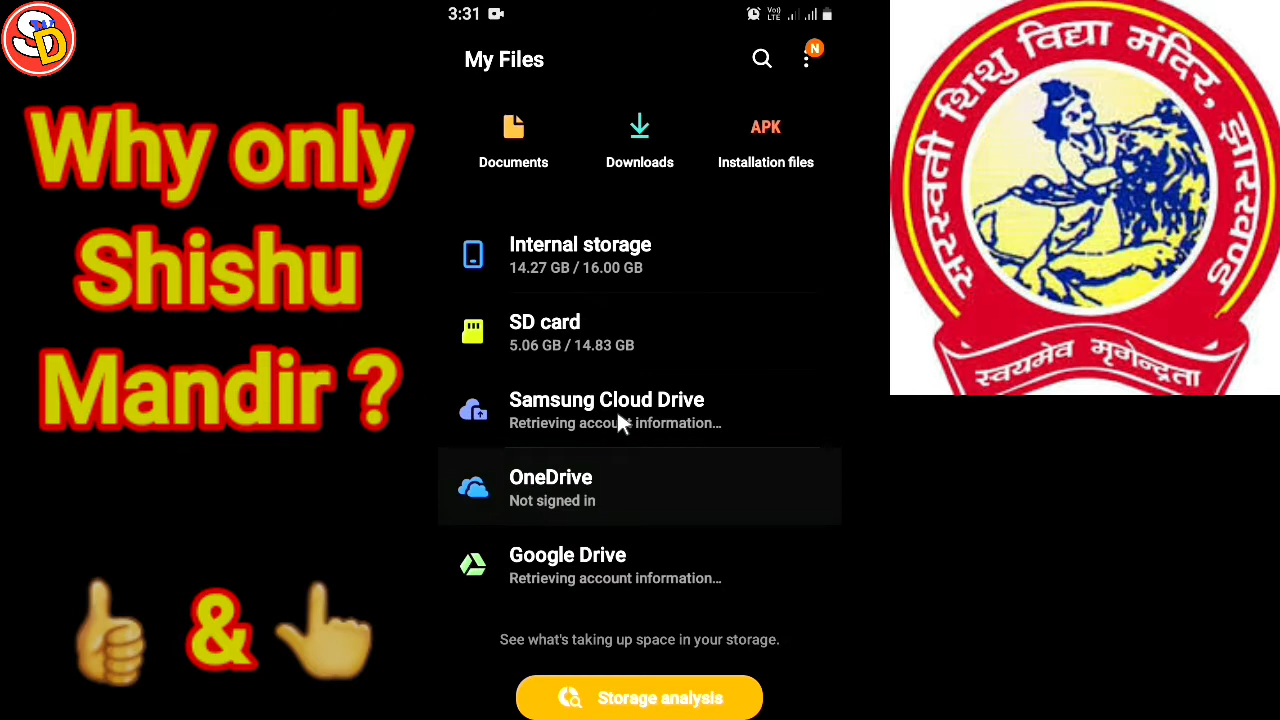 SD
Why only
Shishu
Mandir ?
&
3:31
Vo)
LTE
My Files
N
Documents
Downloads
APK
Installation files
Internal storage
14.27 GB / 16.00 GB
SD card
5.06 GB / 14.83 GB
Samsung Cloud Drive
Retrieving account information...
OneDrive
Not signed in
Google Drive
Retrieving account information...
See what's taking up space in your storage.
Storage analysis
सरस्वती शिशु विद्या मंदिर, झारखण्ड
स्वयमेव मृगेन्द्रता